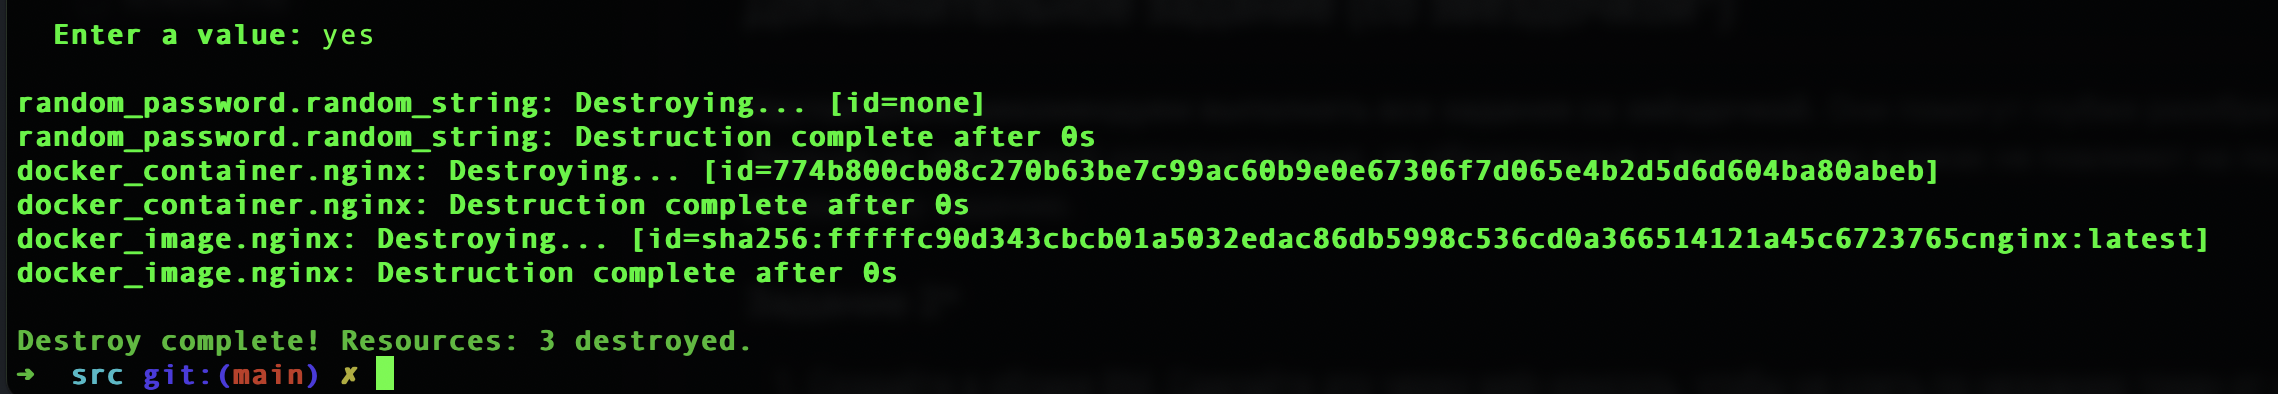 Enter a value: yes
random_password.random_string: Destroying... [id=none]
random_password.random_string: Destruction complete after 0s
docker_container.nginx: Destroying... [id=774b800cb08c270b63be7c99ac60b9e0e67306f7d065e4b2d5d6d604ba80abeb]
docker_container.nginx: Destruction complete after 0s
docker_image.nginx: Destroying... [id=sha256:fffffc90d343cbcb01a5032edac86db5998c536cd0a366514121a45c6723765cnginx:latest]
docker_image.nginx: Destruction complete after 0s
Destroy complete! Resources: 3 destroyed.
➜ src git:(main) ✗